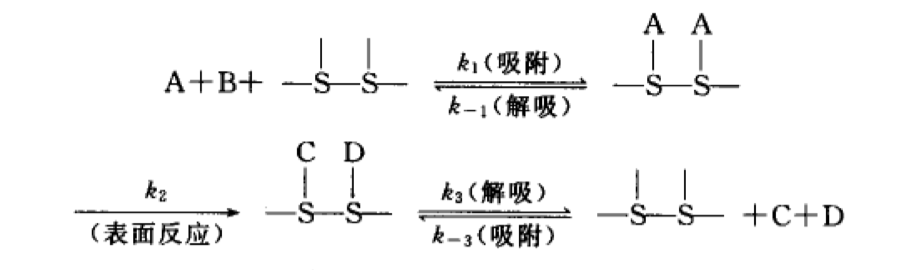 A A
A+B+ —S—S— k₁(吸附) —S—S—
k₋₁(解吸)
C D
k₂ —S—S— k₃(解吸) —S—S— +C+D
(表面反应) k₋₃(吸附)